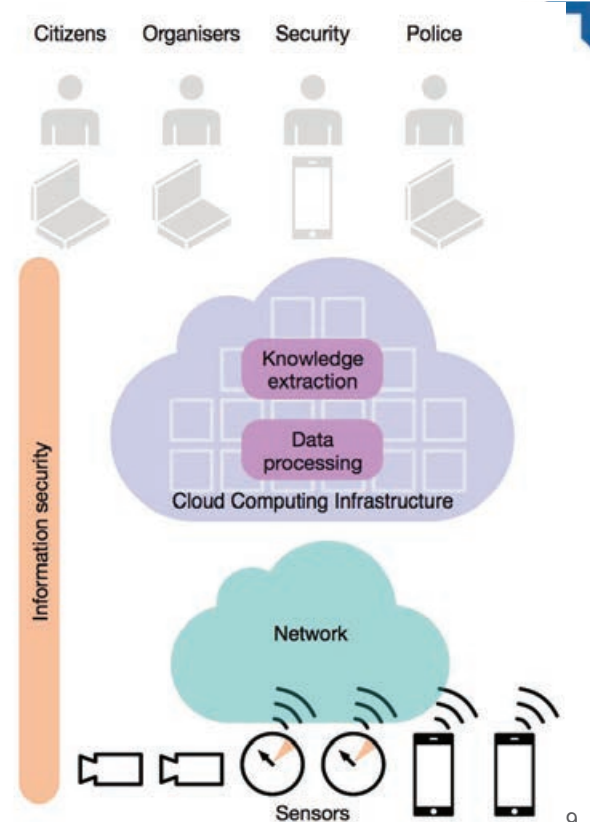 Citizens Organisers Security Police
Knowledge
extraction
Data
processing
Cloud Computing Infrastructure
Information security
Network
Sensors
9